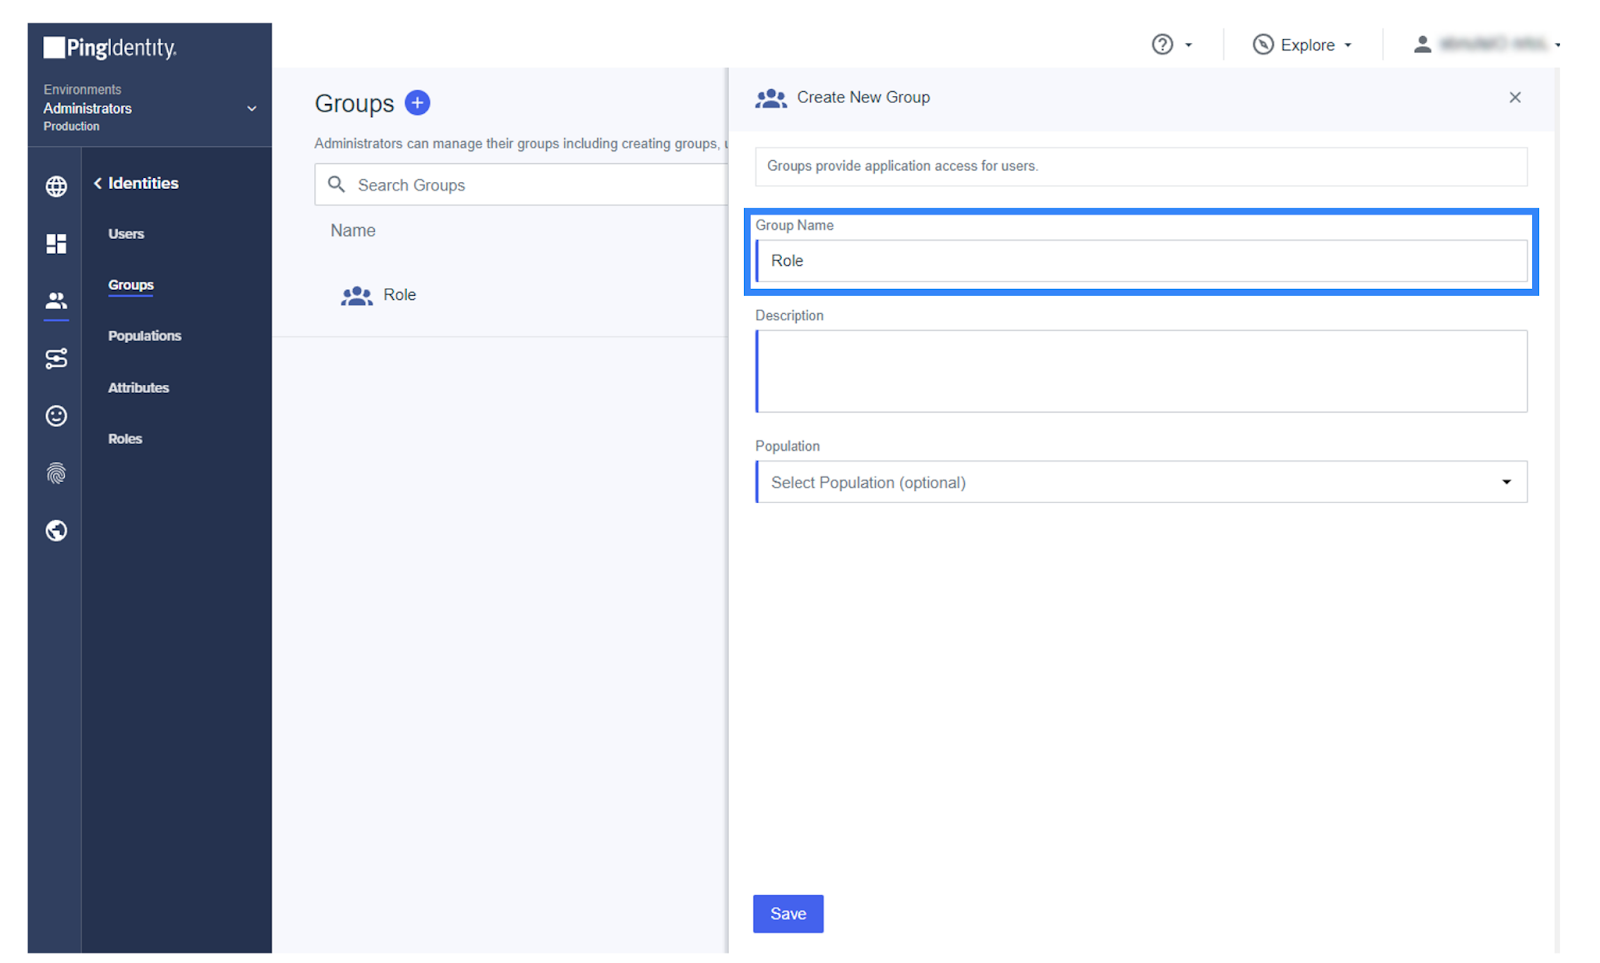 PingIdentity.
Explore
Environments
Administrators
Production
Identities
Users
Groups
Populations
Attributes
Roles
Groups
Administrators can manage their groups including creating groups,
Search Groups
Name
Role
Create New Group
Groups provide application access for users.
Group Name
Role
Description
Population
Select Population (optional)
Save